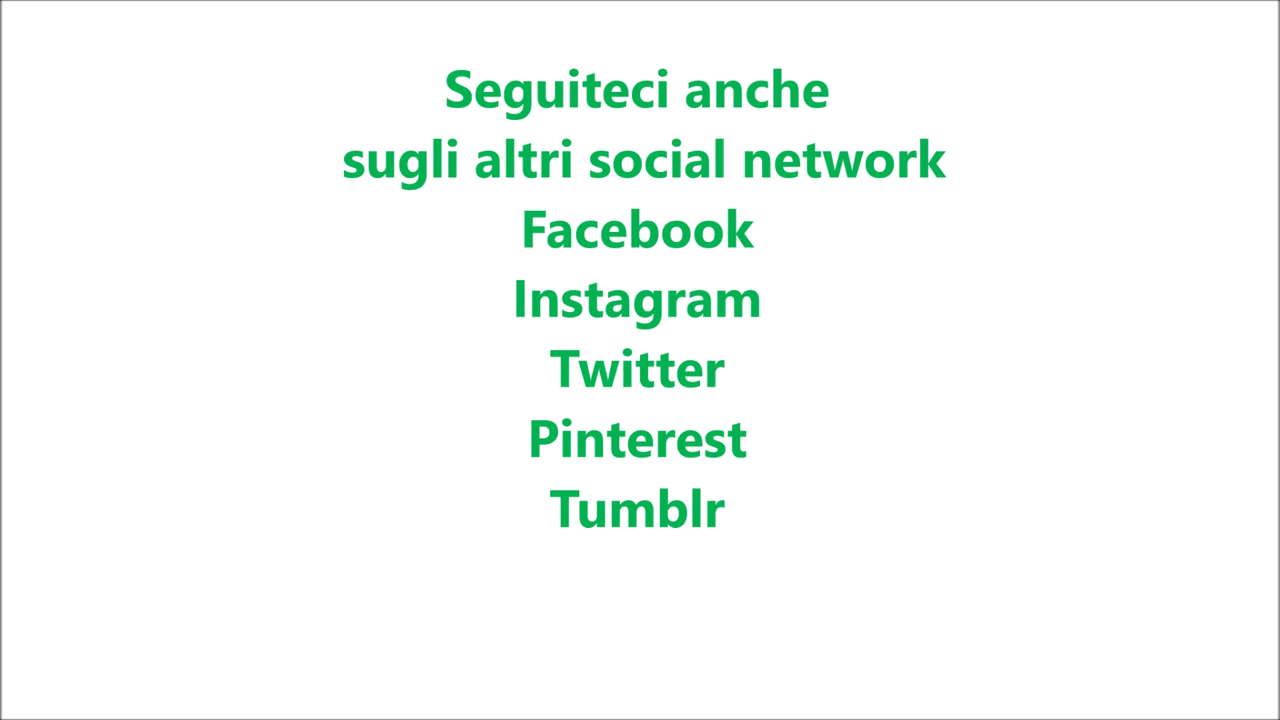 Seguiteci anche
sugli altri social network
Facebook
Instagram
Twitter
Pinterest
Tumblr